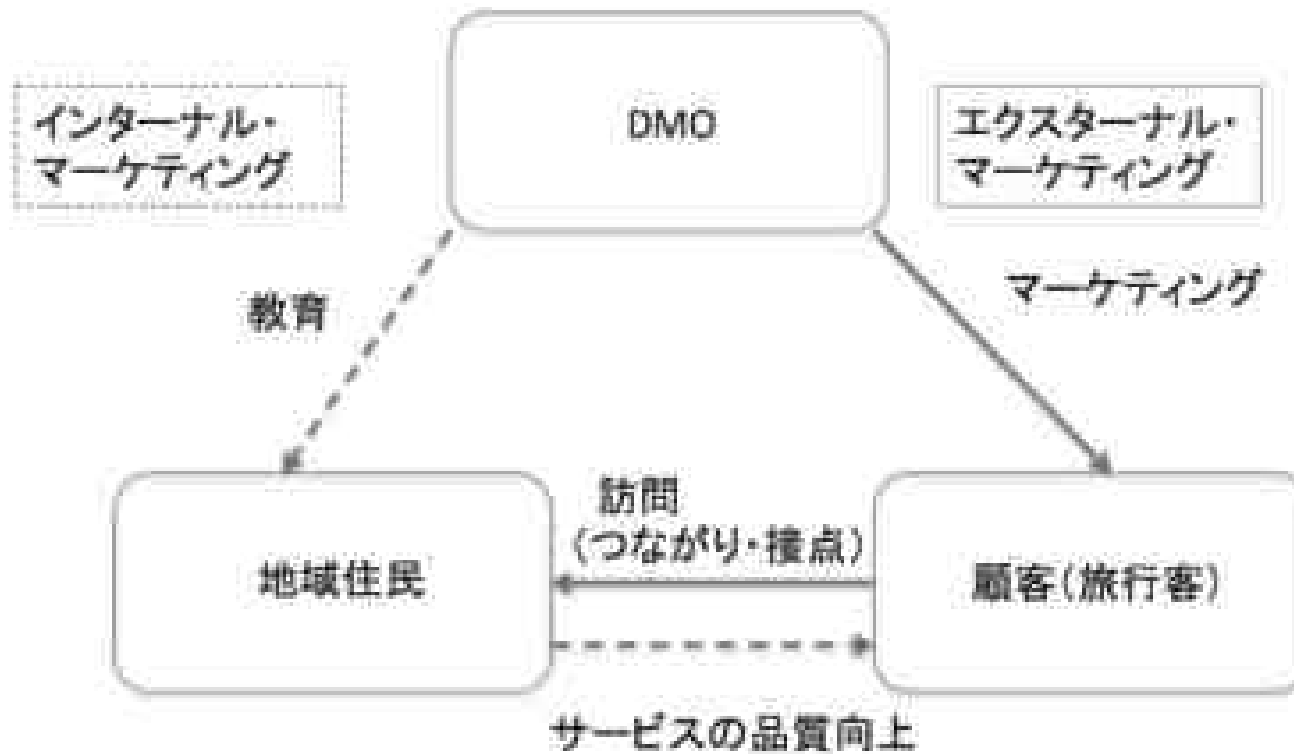 DMO
インターナル・
マーケティング
エクスターナル・
マーケティング
教育
マーケティング
訪問
(つながり・接点)
地域住民
顧客(旅行客)
サービスの品質向上